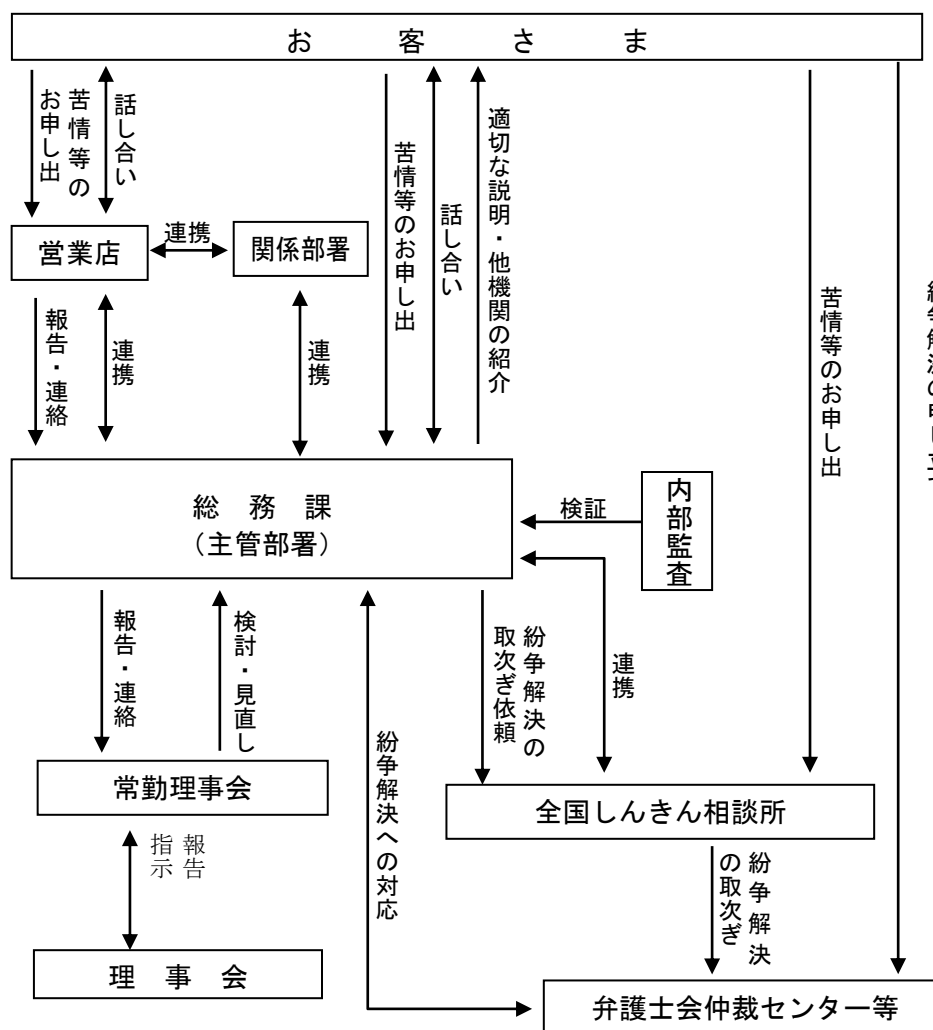 お客さま
苦情等の
お申し出
話し合い
苦情等のお申し出
話し合い
適切な説明・他機関の紹介
苦情等のお申し出
営業店
連携
関係部署
報告・連絡
連携
連携
総務課
（主管部署）
検証
内部監査
報告・連絡
検討・見直し
紛争解決への対応
紛争解決の
取次ぎ依頼
連携
常勤理事会
全国しんきん相談所
報告
指示
紛争解決
の取次ぎ
理事会
弁護士会仲裁センター等